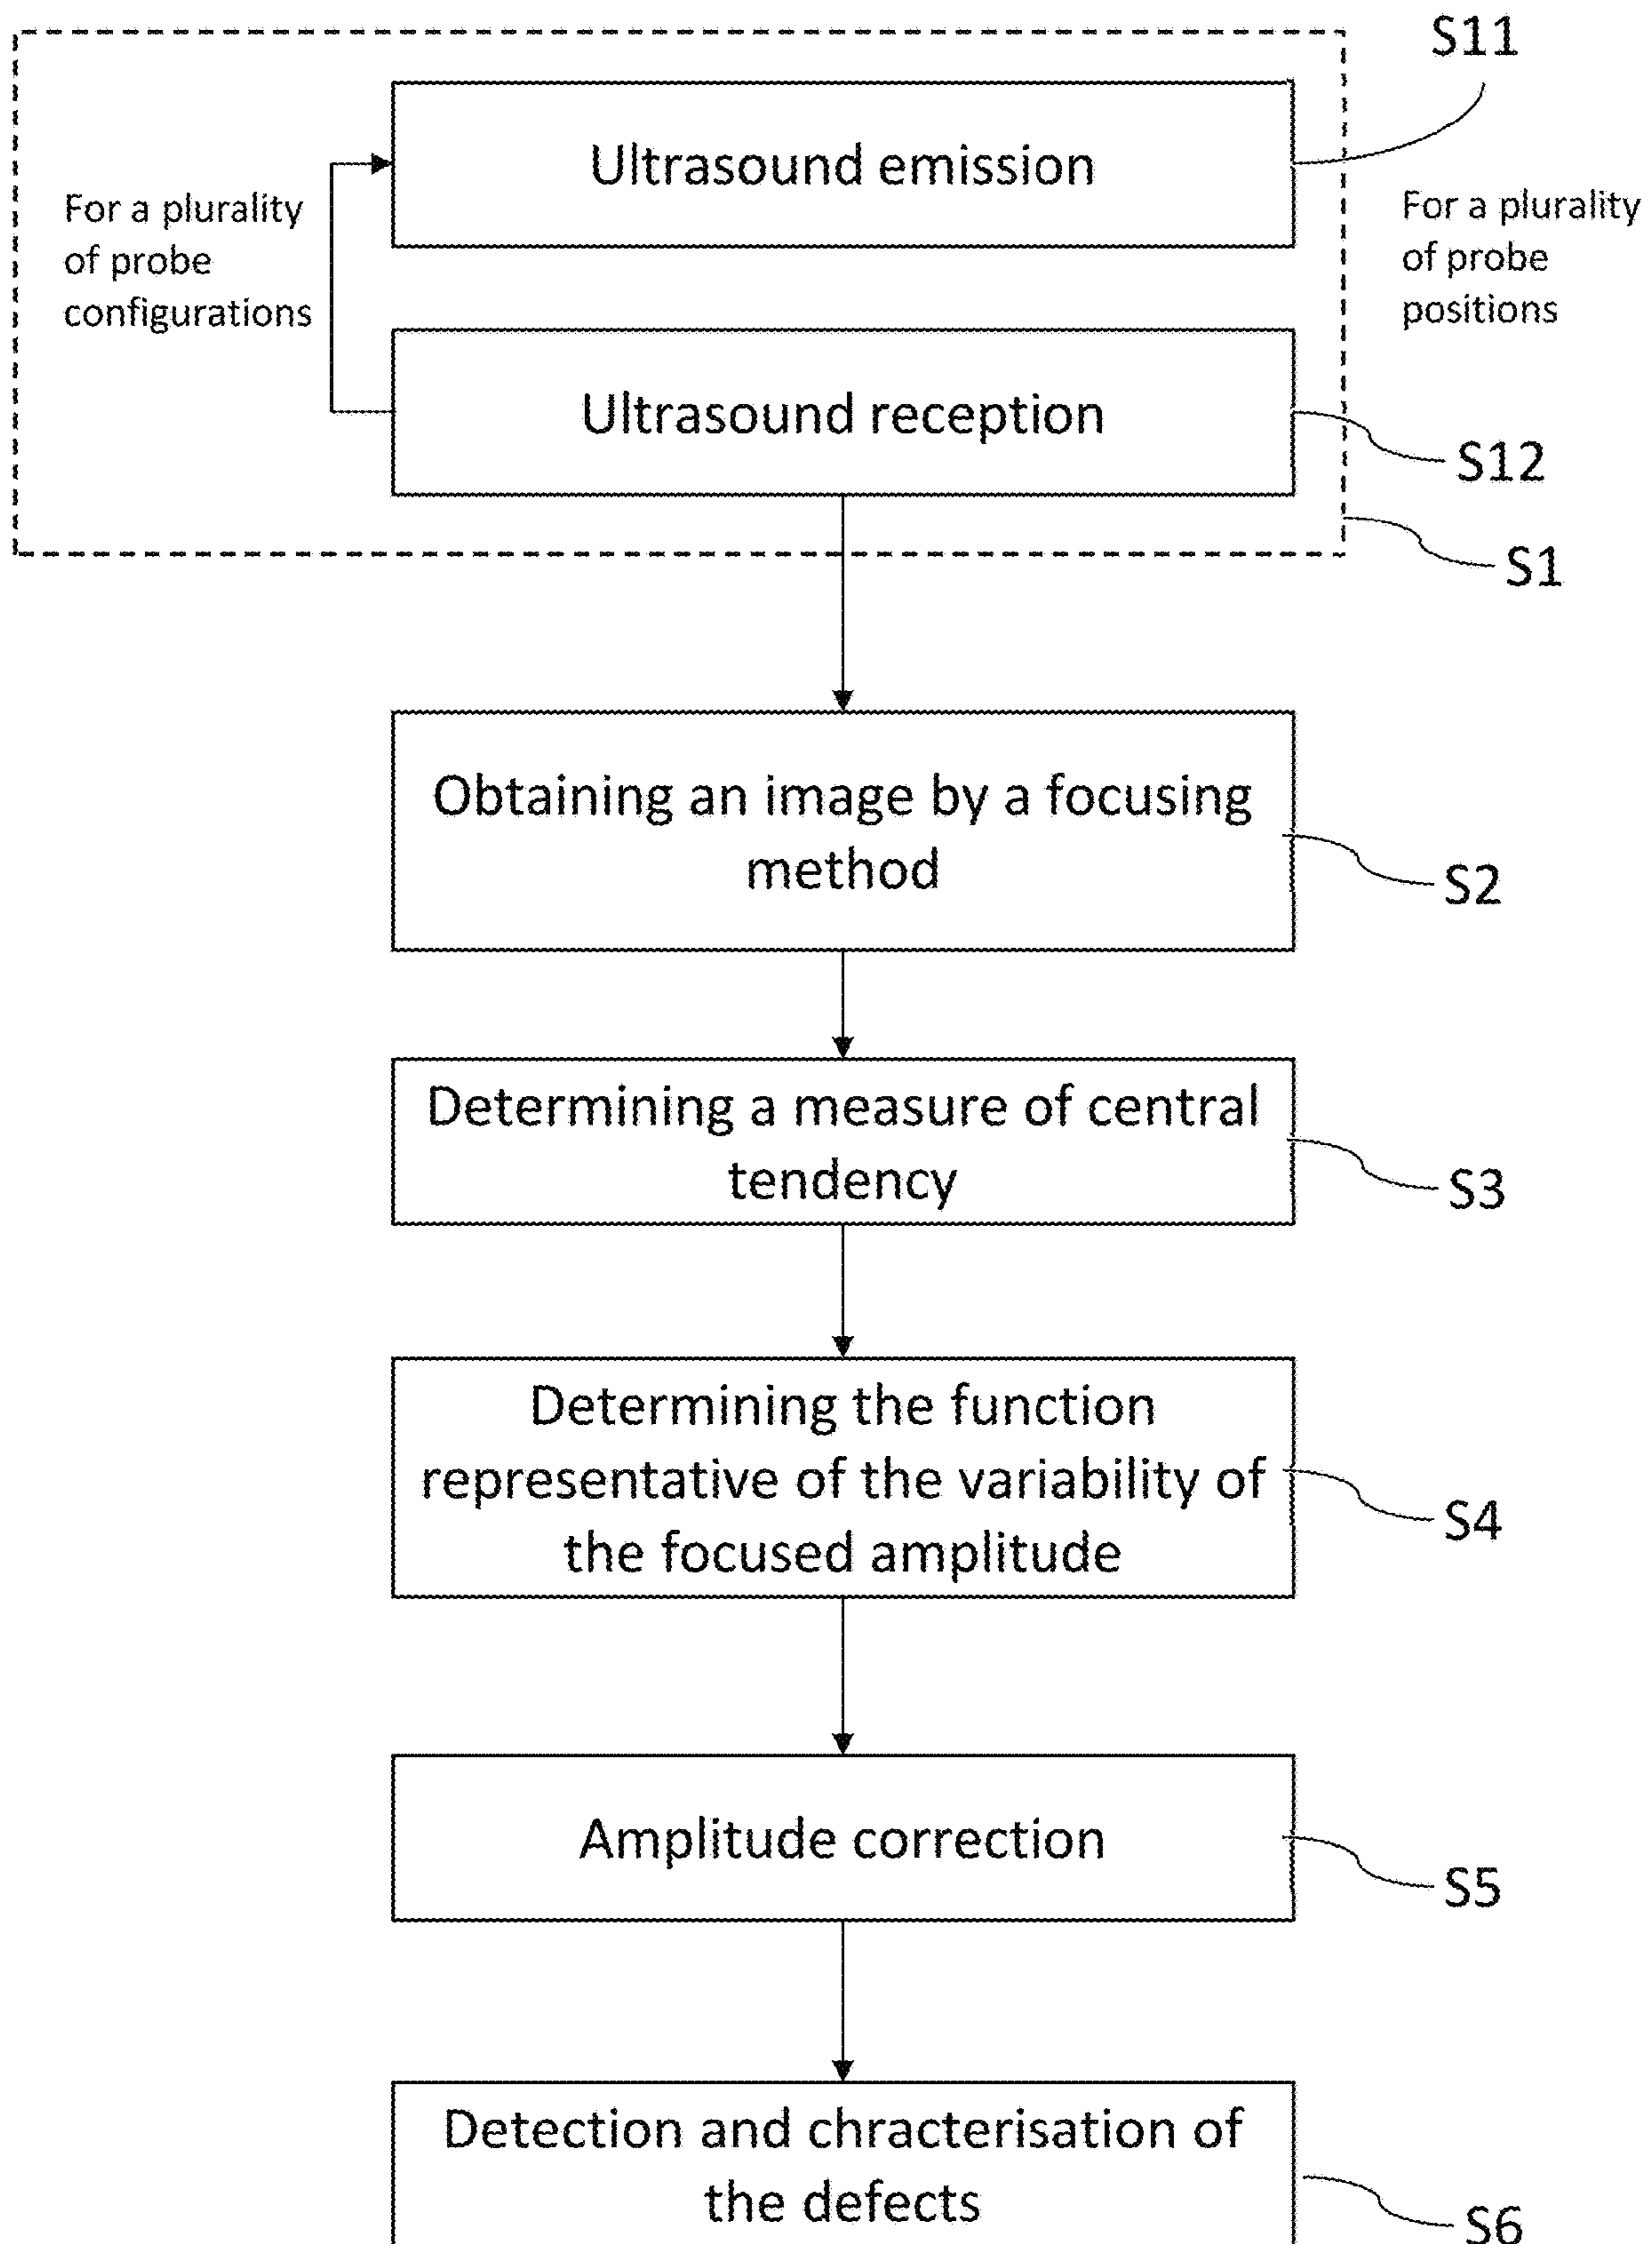 S11
Ultrasound emission
For a plurality
of probe
configurations
For a plurality
of probe
positions
Ultrasound reception
S12
S1
Obtaining an image by a focusing
method
S2
Determining a measure of central
tendency
S3
Determining the function
representative of the variability of
the focused amplitude
S4
Amplitude correction
S5
Detection and chracterisation of
the defects
S6